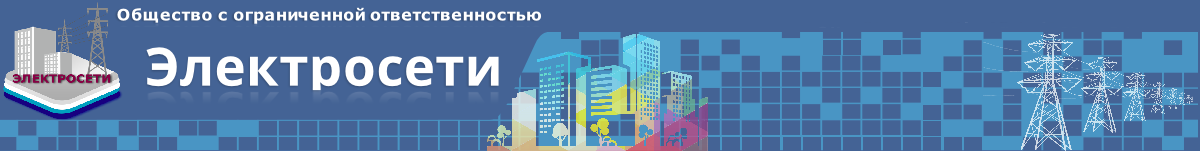 Общество с ограниченной ответственностью
Электросети
ЭЛЕКТРОСЕТИ